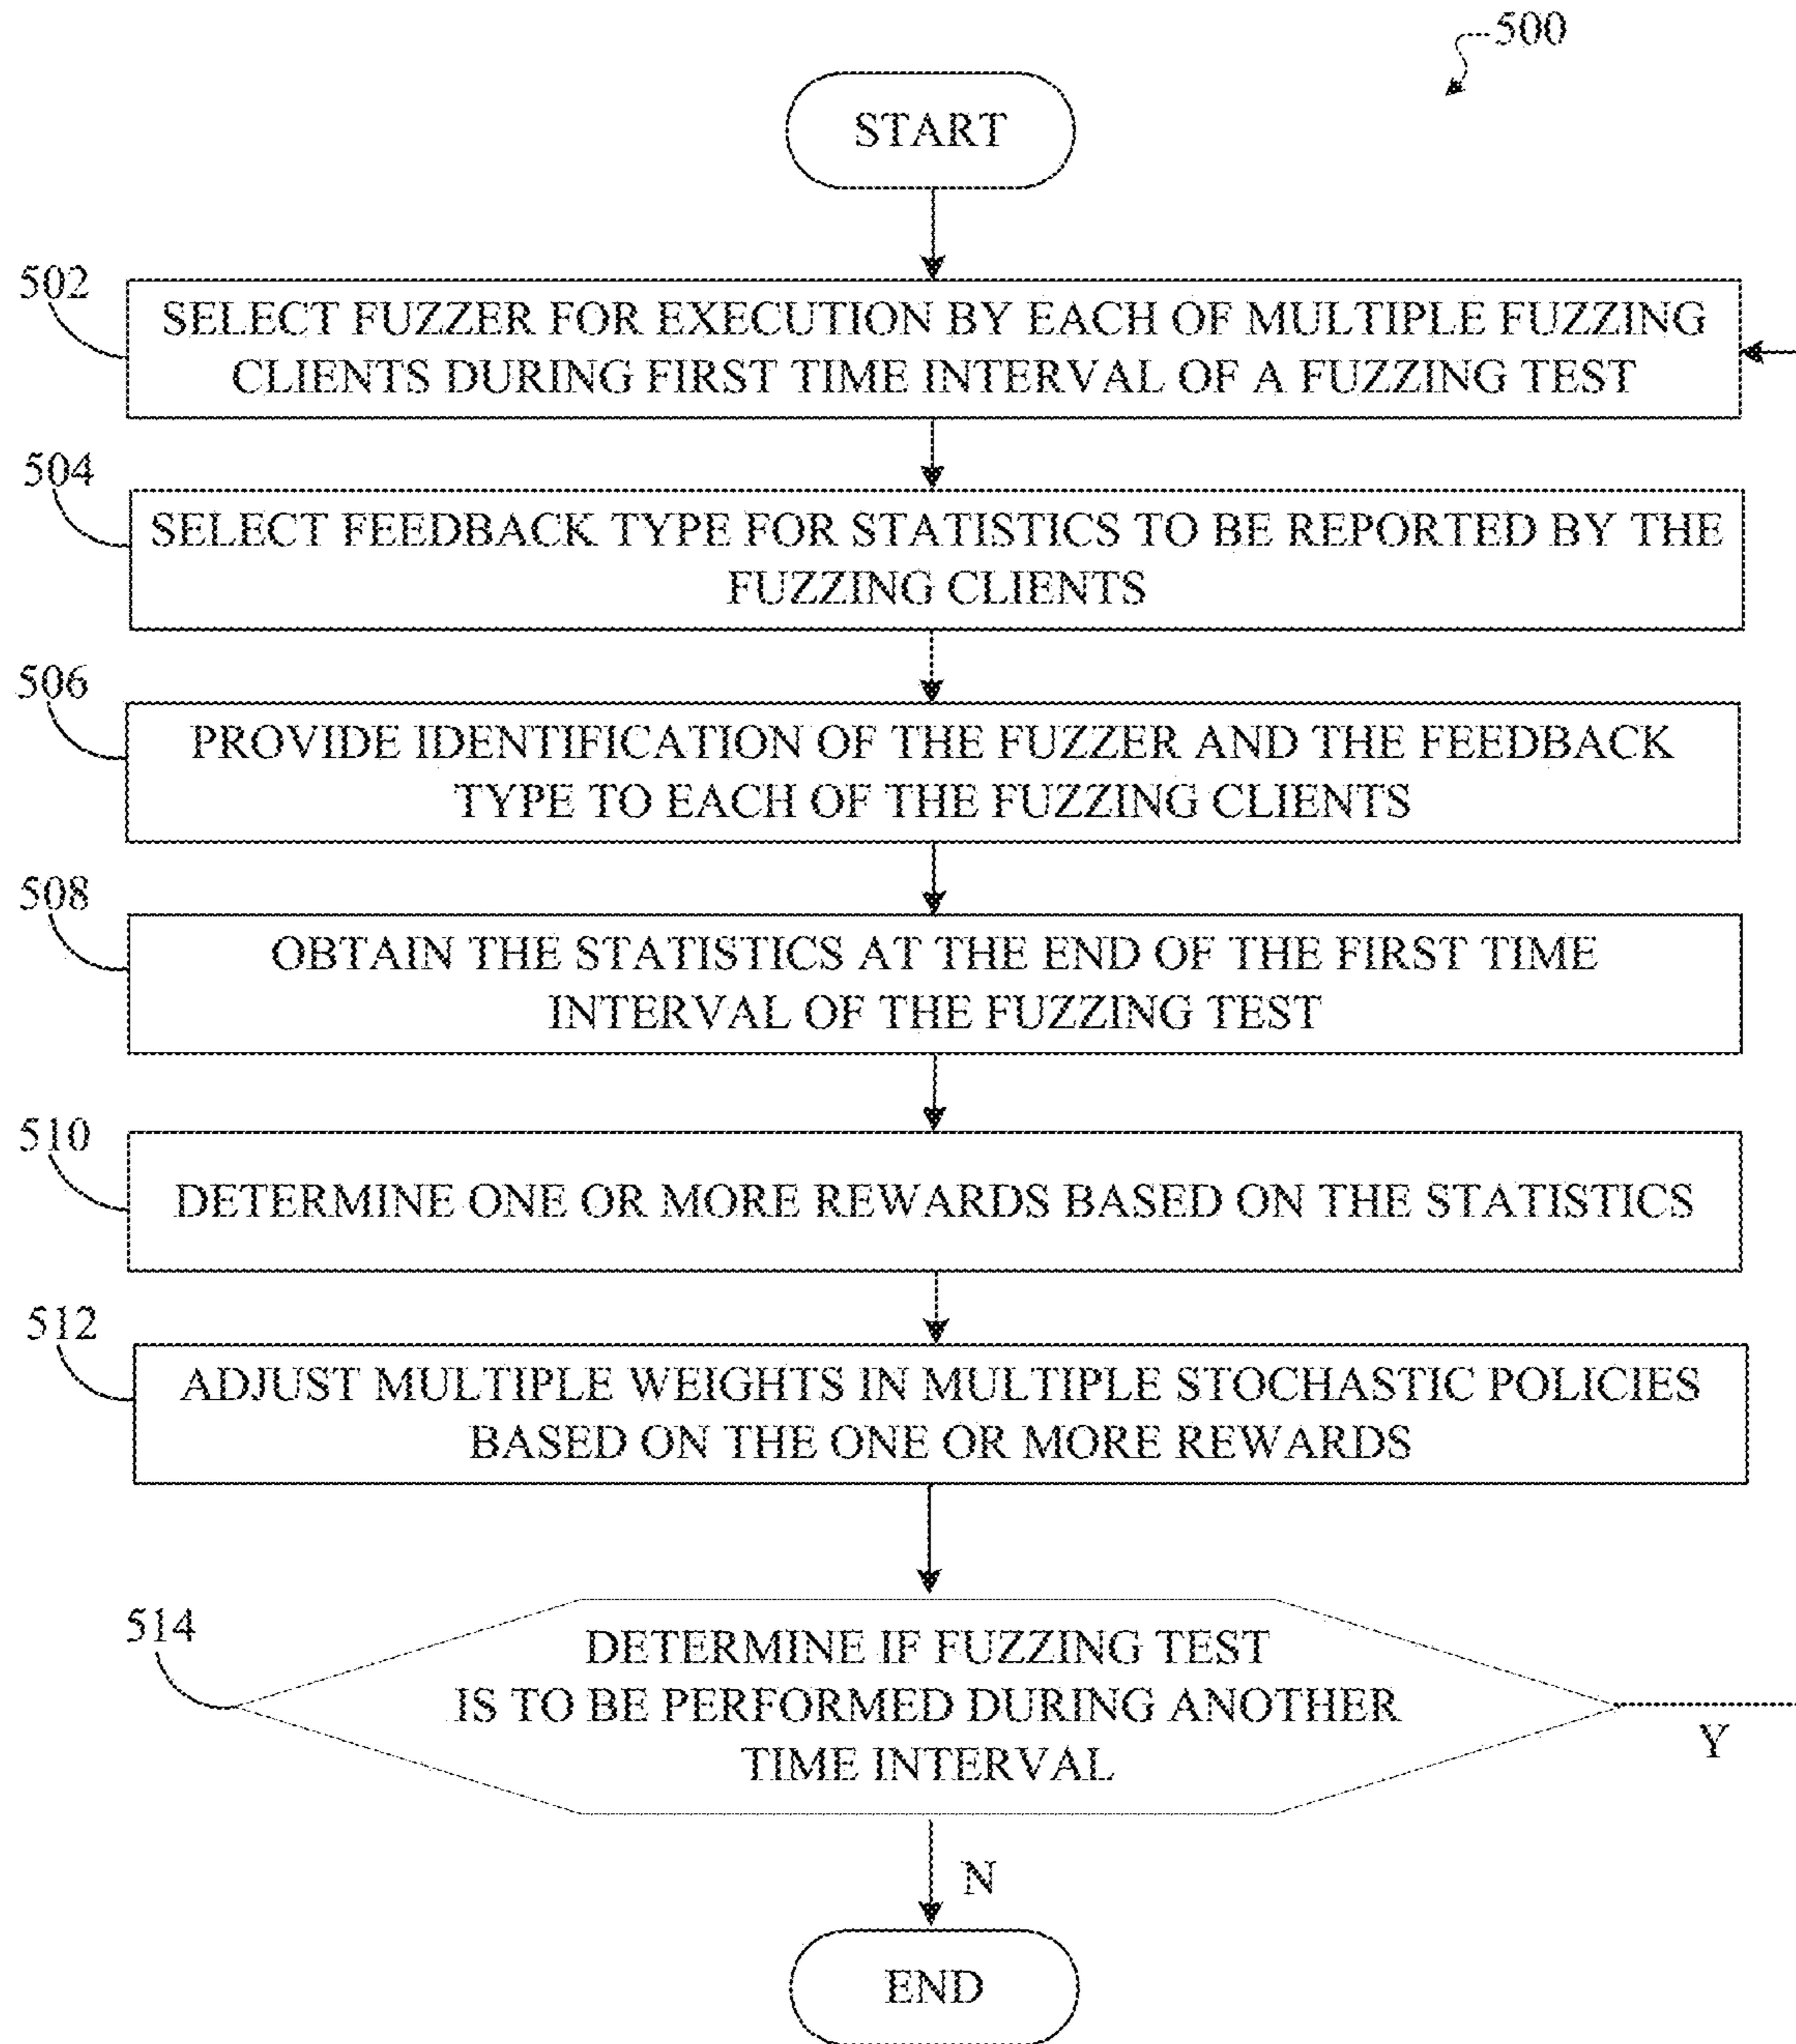 500
START
502
SELECT FUZZER FOR EXECUTION BY EACH OF MULTIPLE FUZZING
CLIENTS DURING FIRST TIME INTERVAL OF A FUZZING TEST
504
SELECT FEEDBACK TYPE FOR STATISTICS TO BE REPORTED BY THE
FUZZING CLIENTS
506
PROVIDE IDENTIFICATION OF THE FUZZER AND THE FEEDBACK
TYPE TO EACH OF THE FUZZING CLIENTS
508
OBTAIN THE STATISTICS AT THE END OF THE FIRST TIME
INTERVAL OF THE FUZZING TEST
510
DETERMINE ONE OR MORE REWARDS BASED ON THE STATISTICS
512
ADJUST MULTIPLE WEIGHTS IN MULTIPLE STOCHASTIC POLICIES
BASED ON THE ONE OR MORE REWARDS
514
DETERMINE IF FUZZING TEST
IS TO BE PERFORMED DURING ANOTHER
TIME INTERVAL
Y
N
END